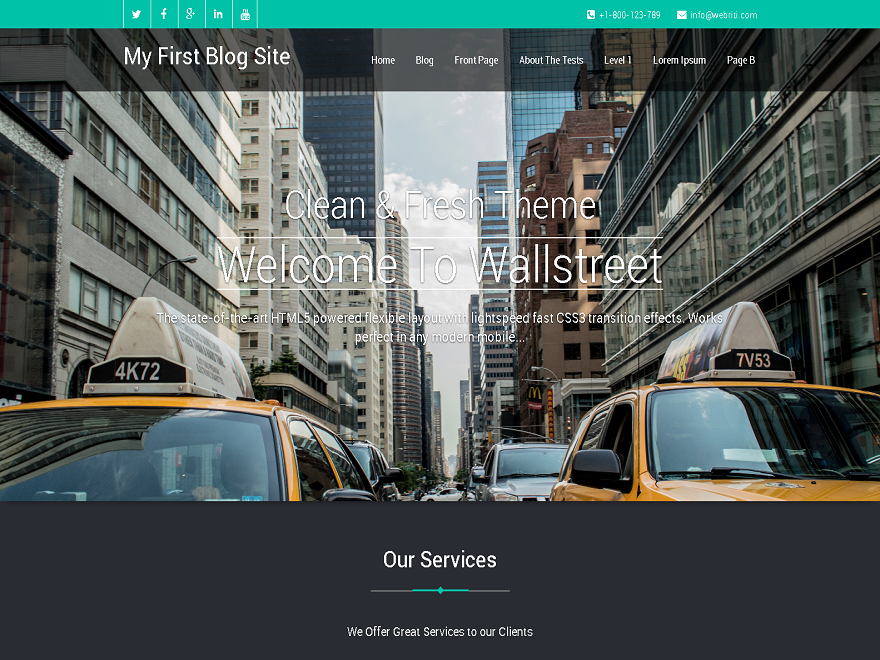 +1-800-123-789 info@webriti.com
My First Blog Site
Home Blog Front Page About The Tests Level 1 Lorem Ipsum Page B
Clean & Fresh Theme
Welcome To Wallstreet
The state-of-the-art HTML5 powered flexible layout with lightspeed fast CSS3 transition effects. Works
perfect in any modern mobile...
4K72
7V53
Our Services
We Offer Great Services to our Clients